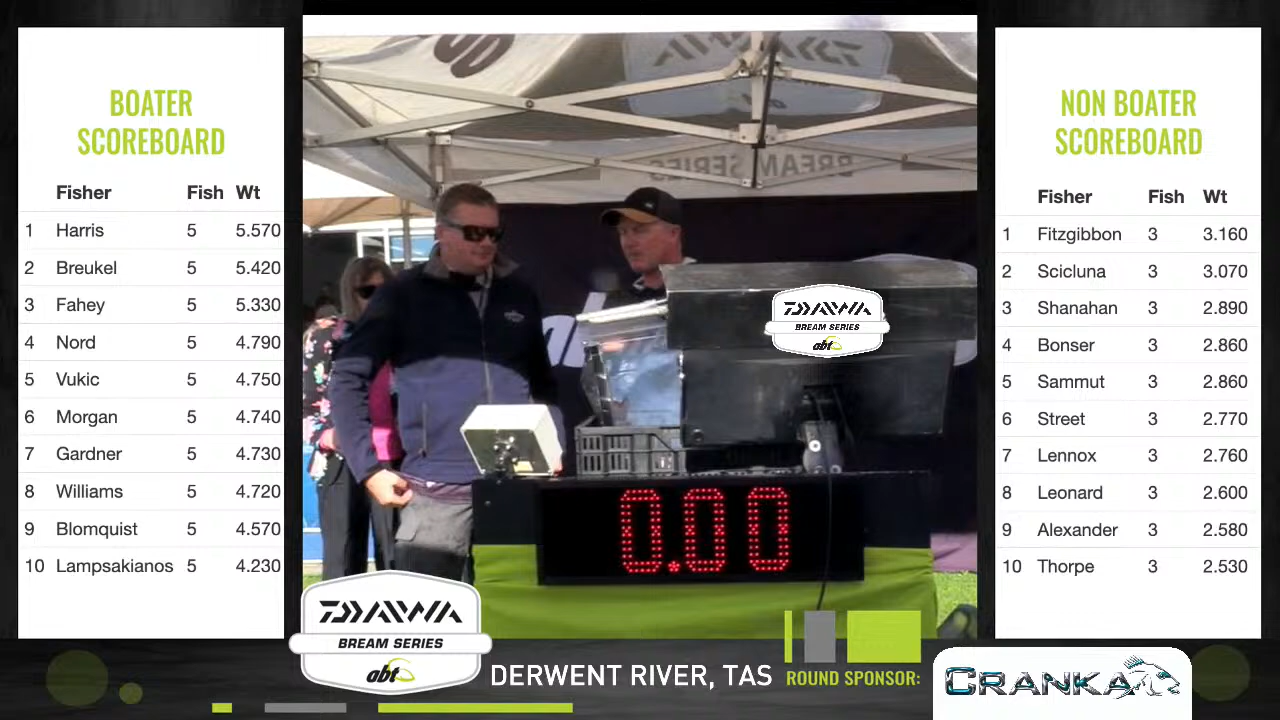 BOATER
SCOREBOARD
Fisher Fish Wt
1 Harris 5 5.570
2 Breukel 5 5.420
3 Fahey 5 5.330
4 Nord 5 4.790
5 Vukic 5 4.750
6 Morgan 5 4.740
7 Gardner 5 4.730
8 Williams 5 4.720
9 Blomquist 5 4.570
10 Lampsakianos 5 4.230
BREAM SERIES
DAIWA
BREAM SERIES
abt
0.00
NON BOATER
SCOREBOARD
Fisher Fish Wt
1 Fitzgibbon 3 3.160
2 Scicluna 3 3.070
3 Shanahan 3 2.890
4 Bonser 3 2.860
5 Sammut 3 2.860
6 Street 3 2.770
7 Lennox 3 2.760
8 Leonard 3 2.600
9 Alexander 3 2.580
10 Thorpe 3 2.530
DAIWA
BREAM SERIES
abt
DERWENT RIVER, TAS
ROUND SPONSOR:
CRANKA